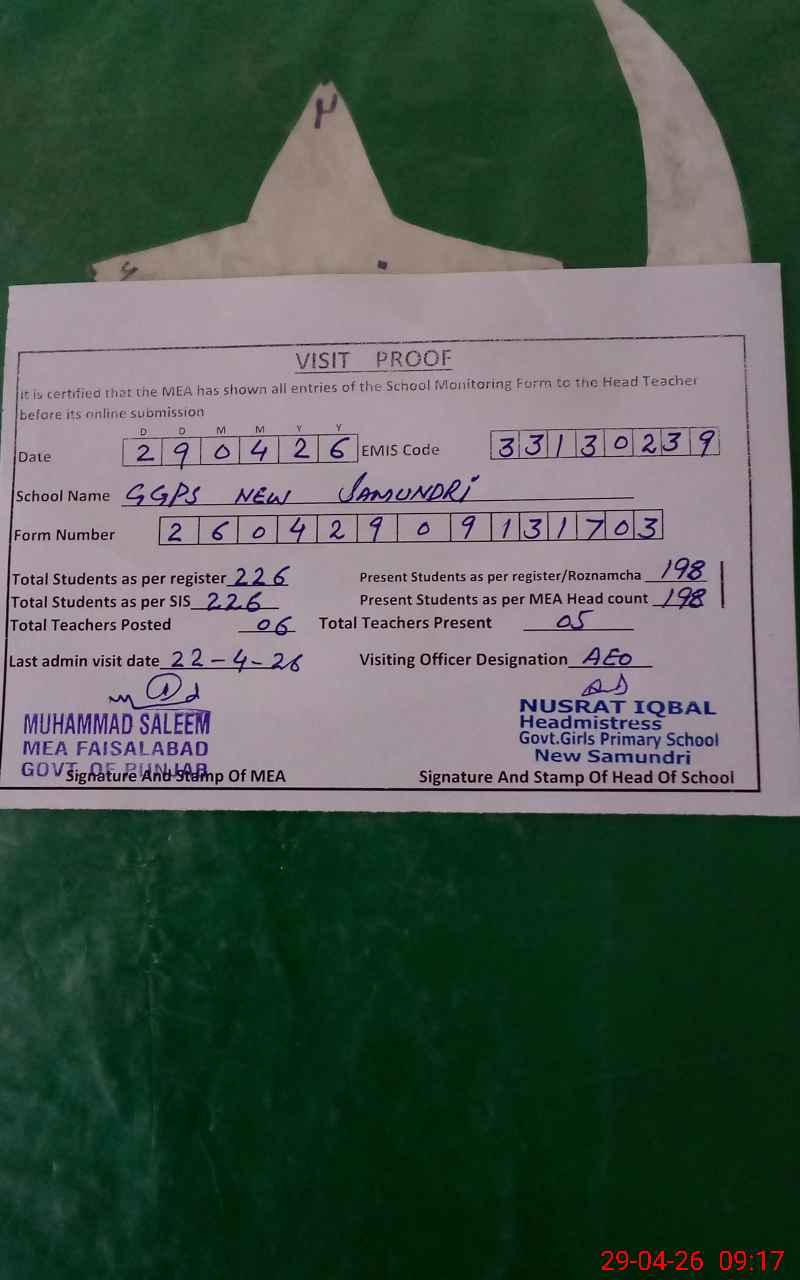 VISIT PROOF
It is certified that the MEA has shown all entries of the School Monitoring Form to the Head Teacher
before its online submission
D D M M Y Y
Date 2 9 0 4 2 6 EMIS Code 3 3 1 3 0 2 3 9
School Name GGPS NEW SAMUNDRi
Form Number 2 6 0 4 2 9 0 9 1 3 1 7 0 3
Total Students as per register 226 Present Students as per register/Roznamcha 198
Total Students as per SIS 226 Present Students as per MEA Head count 198
Total Teachers Posted 06 Total Teachers Present 05
Last admin visit date 22-4-26 Visiting Officer Designation AEO
MUHAMMAD SALEEM
MEA FAISALABAD
GOVT. OF PUNJAB
Signature And Stamp Of MEA
NUSRAT IQBAL
Headmistress
Govt.Girls Primary School
New Samundri
Signature And Stamp Of Head Of School
29-04-26 09:17